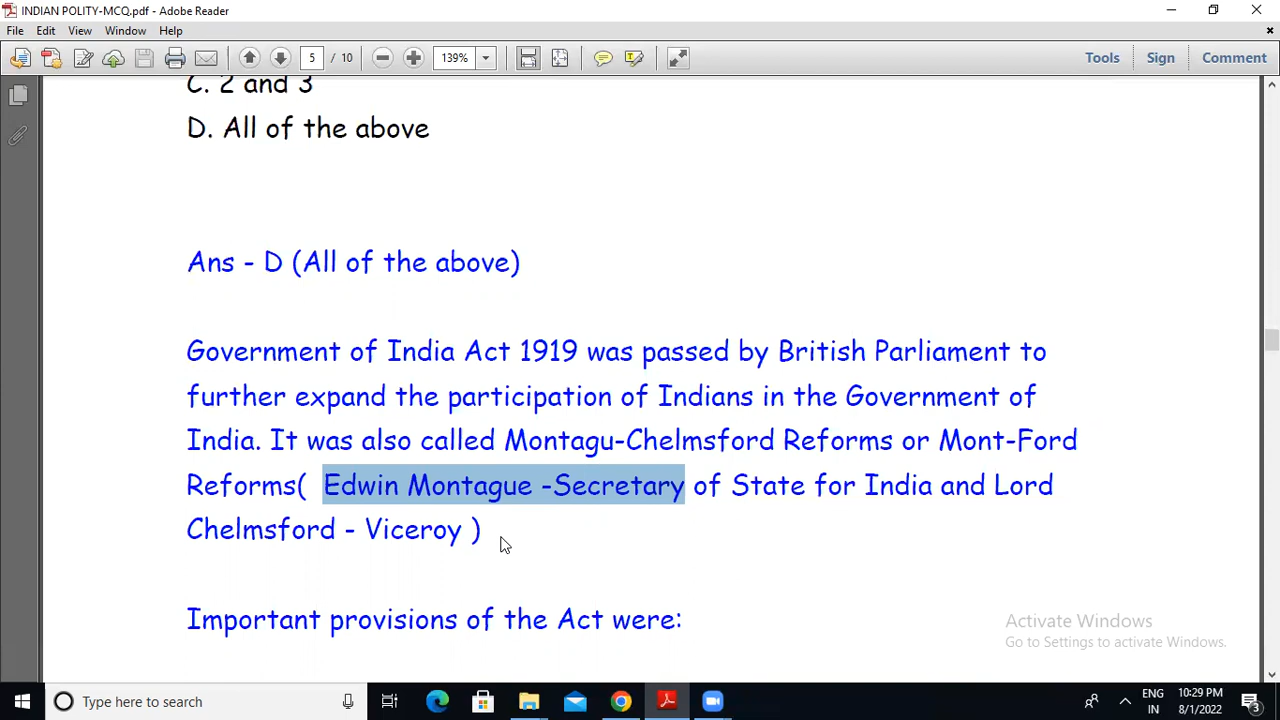 INDIAN POLITY-MCQ.pdf - Adobe Reader
File Edit View Window Help
5 / 10 139% Tools Sign Comment
C. 2 and 3
D. All of the above
Ans - D (All of the above)
Government of India Act 1919 was passed by British Parliament to
further expand the participation of Indians in the Government of
India. It was also called Montagu-Chelmsford Reforms or Mont-Ford
Reforms( Edwin Montague -Secretary of State for India and Lord
Chelmsford - Viceroy )
Important provisions of the Act were:
Activate Windows
Go to Settings to activate Windows.
Type here to search
ENG
IN
10:29 PM
8/1/2022
3